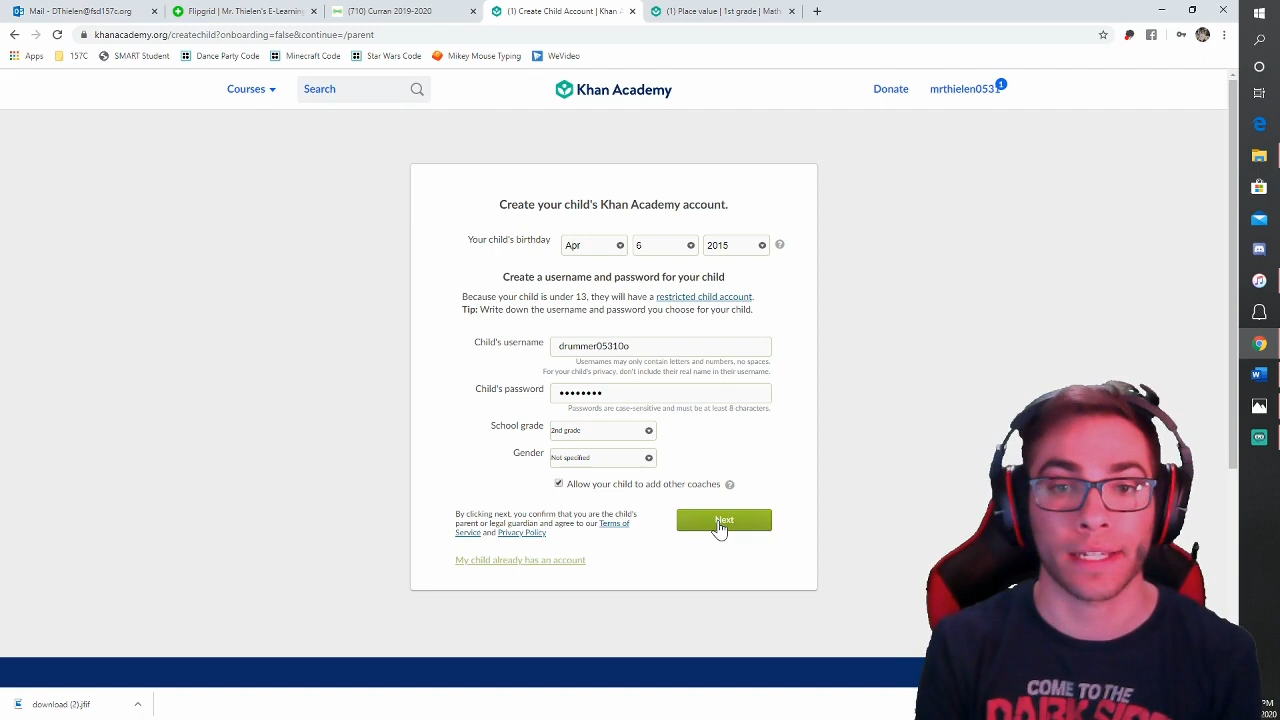 Mail - DThielen@fsd157c.org
Flipgrid | Mr. Thielen's E-Learning
(710) Curran 2019-2020
(1) Create Child Account | Khan A
(1) Place value | 1st grade | Math
khanacademy.org/createchild?onboarding=false&continue=/parent
Apps 157C SMART Student Dance Party Code Minecraft Code Star Wars Code Mikey Mouse Typing WeVideo
Courses Search Khan Academy Donate mrthielen0531 1
Create your child's Khan Academy account.
Your child's birthday Apr 6 2015 ?
Create a username and password for your child
Because your child is under 13, they will have a restricted child account.
Tip: Write down the username and password you choose for your child.
Child's username drummer05310o
Usernames may only contain letters and numbers, no spaces.
For your child's privacy, don't include their real name in their username.
Child's password ••••••••
Passwords are case-sensitive and must be at least 8 characters.
School grade 2nd grade
Gender Not specified
Allow your child to add other coaches ?
By clicking next, you confirm that you are the child's
parent or legal guardian and agree to our Terms of
Service and Privacy Policy
Next
My child already has an account
COME TO THE
DARK SIDE
download (2).jfif
PM
2020